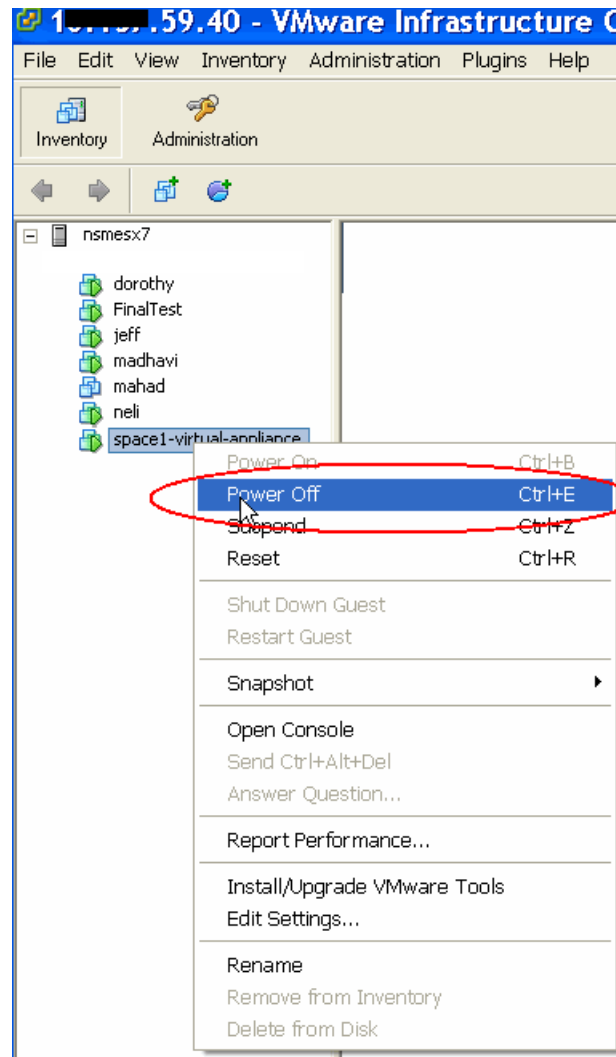 .59.40 - VMware Infrastructure
File Edit View Inventory Administration Plugins Help
Inventory Administration
nsmesx7
dorothy
FinalTest
jeff
madhavi
mahad
neli
space1-virtual-appliance
Power On Ctrl+B
Power Off Ctrl+E
Suspend Ctrl+Z
Reset Ctrl+R
Shut Down Guest
Restart Guest
Snapshot
Open Console
Send Ctrl+Alt+Del
Answer Question...
Report Performance...
Install/Upgrade VMware Tools
Edit Settings...
Rename
Remove from Inventory
Delete from Disk